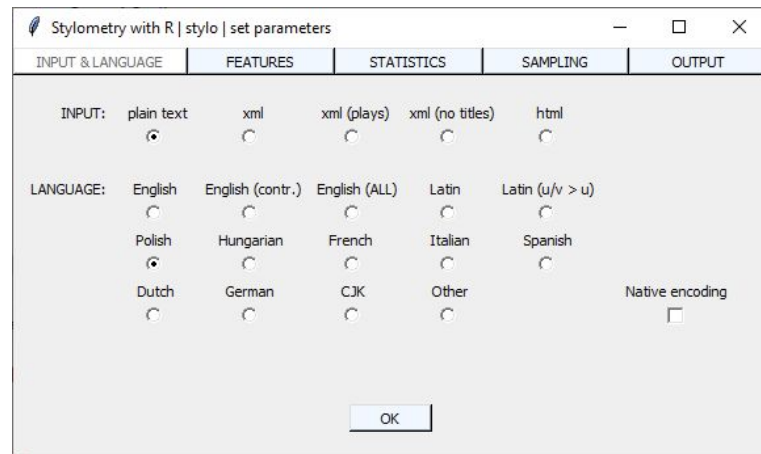 Stylometry with R | stylo | set parameters
INPUT & LANGUAGE FEATURES STATISTICS SAMPLING OUTPUT
INPUT: plain text xml xml (plays) xml (no titles) html
LANGUAGE: English English (contr.) English (ALL) Latin Latin (u/v > u)
Polish Hungarian French Italian Spanish
Dutch German CJK Other Native encoding
OK